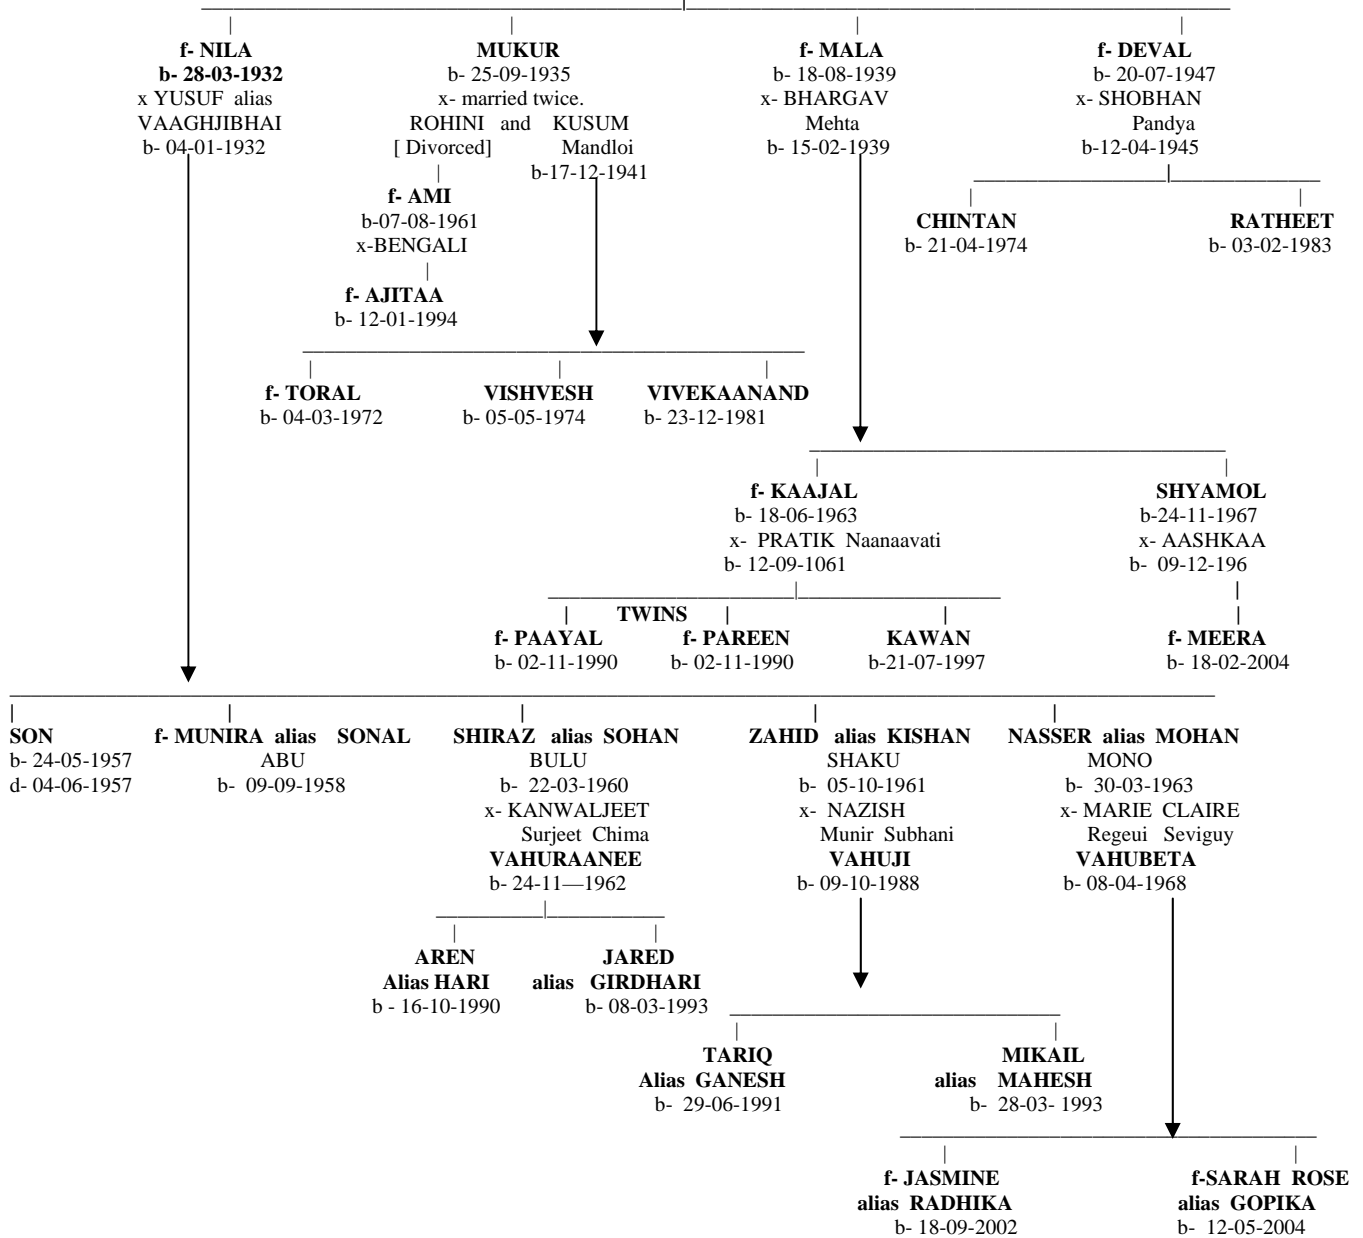 f- NILA MUKUR f- MALA f- DEVAL
b- 28-03-1932 b- 25-09-1935 b- 18-08-1939 b- 20-07-1947
x YUSUF alias x- married twice. x- BHARGAV x- SHOBHAN
VAAGHJIBHAI ROHINI and KUSUM Mehta Pandya
b- 04-01-1932 [ Divorced] Mandloi b- 15-02-1939 b-12-04-1945
b-17-12-1941
f- AMI
b-07-08-1961 CHINTAN RATHEET
x-BENGALI b- 21-04-1974 b- 03-02-1983
f- AJITAA
b- 12-01-1994
f- TORAL VISHVESH VIVEKAANAND
b- 04-03-1972 b- 05-05-1974 b- 23-12-1981
f- KAAJAL SHYAMOL
b- 18-06-1963 b-24-11-1967
x- PRATIK Naanaavati x- AASHKAA
b- 12-09-1061 b- 09-12-196
TWINS
f- PAAYAL f- PAREEN KAWAN f- MEERA
b- 02-11-1990 b- 02-11-1990 b-21-07-1997 b- 18-02-2004
SON f- MUNIRA alias SONAL SHIRAZ alias SOHAN ZAHID alias KISHAN NASSER alias MOHAN
b- 24-05-1957 ABU BULU SHAKU MONO
d- 04-06-1957 b- 09-09-1958 b- 22-03-1960 b- 05-10-1961 b- 30-03-1963
x- KANWALJEET x- NAZISH x- MARIE CLAIRE
Surjeet Chima Munir Subhani Regeui Seviguy
VAHURAANEE VAHUJI VAHUBETA
b- 24-11—1962 b- 09-10-1988 b- 08-04-1968
AREN JARED
Alias HARI alias GIRDHARI
b - 16-10-1990 b- 08-03-1993
TARIQ MIKAIL
Alias GANESH alias MAHESH
b- 29-06-1991 b- 28-03- 1993
f- JASMINE f-SARAH ROSE
alias RADHIKA alias GOPIKA
b- 18-09-2002 b- 12-05-2004